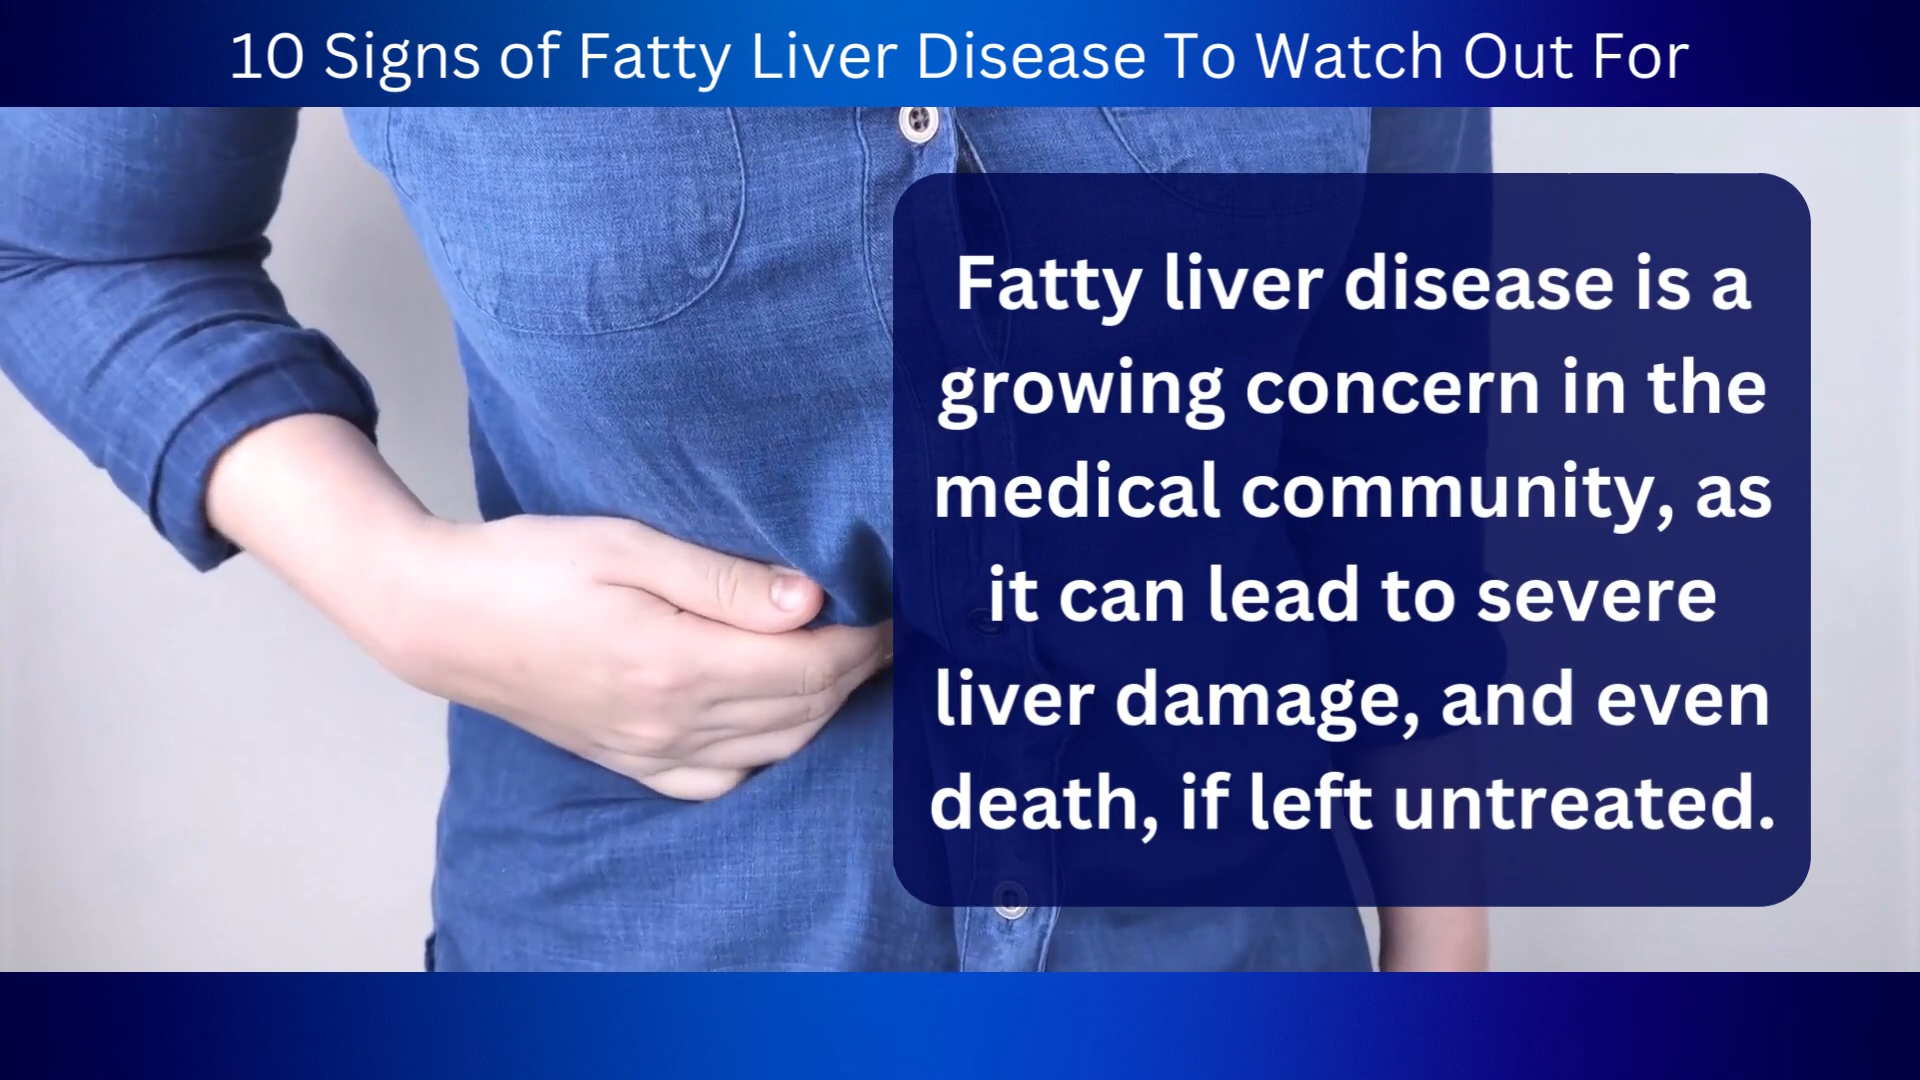 10 Signs of Fatty Liver Disease To Watch Out For
Fatty liver disease is a
growing concern in the
medical community, as
it can lead to severe
liver damage, and even
death, if left untreated.